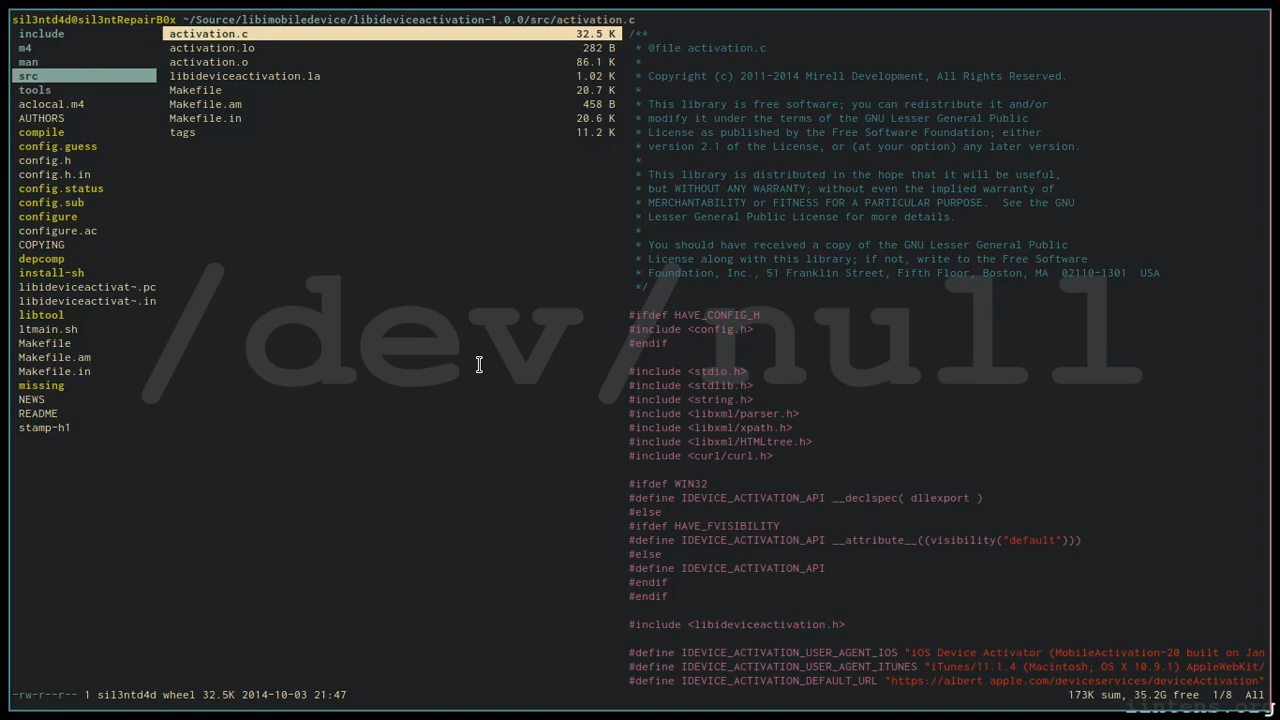 sil3ntd4d@sil3ntRepairB0x ~/Source/libimobiledevice/libideviceactivation-1.0.0/src/activation.c
include
m4
man
src
tools
aclocal.m4
AUTHORS
compile
config.guess
config.h
config.h.in
config.status
config.sub
configure
configure.ac
COPYING
depcomp
install-sh
libideviceactivat~.pc
libideviceactivat~.in
libtool
ltmain.sh
Makefile
Makefile.am
Makefile.in
missing
NEWS
README
stamp-h1
activation.c 32.5 K
activation.lo 282 B
activation.o 86.1 K
libideviceactivation.la 1.02 K
Makefile 20.7 K
Makefile.am 458 B
Makefile.in 20.6 K
tags 11.2 K
/**
* @file activation.c
*
* Copyright (c) 2011-2014 Mirell Development, All Rights Reserved.
*
* This library is free software; you can redistribute it and/or
* modify it under the terms of the GNU Lesser General Public
* License as published by the Free Software Foundation; either
* version 2.1 of the License, or (at your option) any later version.
*
* This library is distributed in the hope that it will be useful,
* but WITHOUT ANY WARRANTY; without even the implied warranty of
* MERCHANTABILITY or FITNESS FOR A PARTICULAR PURPOSE.  See the GNU
* Lesser General Public License for more details.
*
* You should have received a copy of the GNU Lesser General Public
* License along with this library; if not, write to the Free Software
* Foundation, Inc., 51 Franklin Street, Fifth Floor, Boston, MA  02110-1301  USA
*/
#ifdef HAVE_CONFIG_H
#include <config.h>
#endif
#include <stdio.h>
#include <stdlib.h>
#include <string.h>
#include <libxml/parser.h>
#include <libxml/xpath.h>
#include <libxml/HTMLtree.h>
#include <curl/curl.h>
#ifdef WIN32
#define IDEVICE_ACTIVATION_API __declspec( dllexport )
#else
#ifdef HAVE_FVISIBILITY
#define IDEVICE_ACTIVATION_API __attribute__((visibility("default")))
#else
#define IDEVICE_ACTIVATION_API
#endif
#endif
#include <libideviceactivation.h>
#define IDEVICE_ACTIVATION_USER_AGENT_IOS "iOS Device Activator (MobileActivation-20 built on Jan
#define IDEVICE_ACTIVATION_USER_AGENT_ITUNES "iTunes/11.1.4 (Macintosh; OS X 10.9.1) AppleWebKit/
#define IDEVICE_ACTIVATION_DEFAULT_URL "https://albert.apple.com/deviceservices/deviceActivation"
/dev/null
-rw-r--r-- 1 sil3ntd4d wheel 32.5K 2014-10-03 21:47
173K sum, 35.2G free  1/8  All